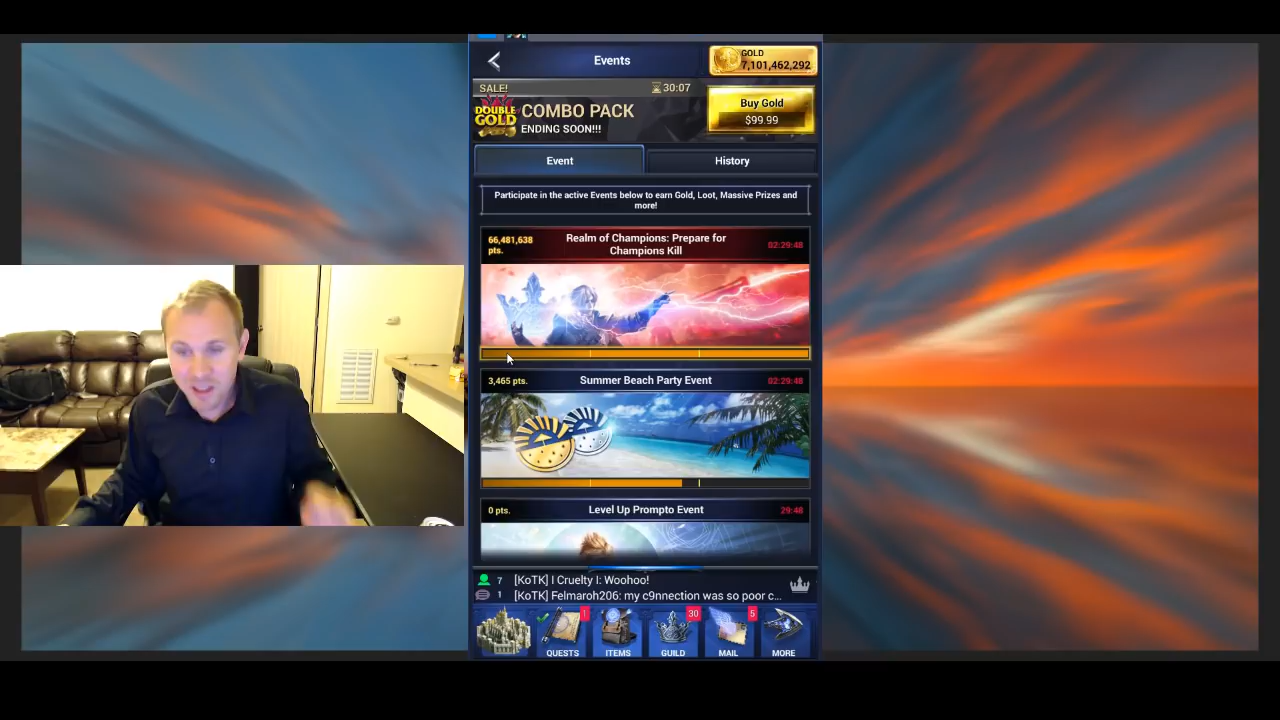 Events
GOLD
7,101,462,292
SALE!
30:07
DOUBLE
GOLD
COMBO PACK
ENDING SOON!!!
Buy Gold
$99.99
Event
History
Participate in the active Events below to earn Gold, Loot, Massive Prizes and
more!
66,481,638
pts.
Realm of Champions: Prepare for
Champions Kill
02:29:48
3,465 pts.
Summer Beach Party Event
02:29:48
0 pts.
Level Up Prompto Event
29:48
7 [KoTK] I Cruelty I: Woohoo!
1 [KoTK] Felmaroh206: my c9nnection was so poor c...
1
30
5
QUESTS
ITEMS
GUILD
MAIL
MORE